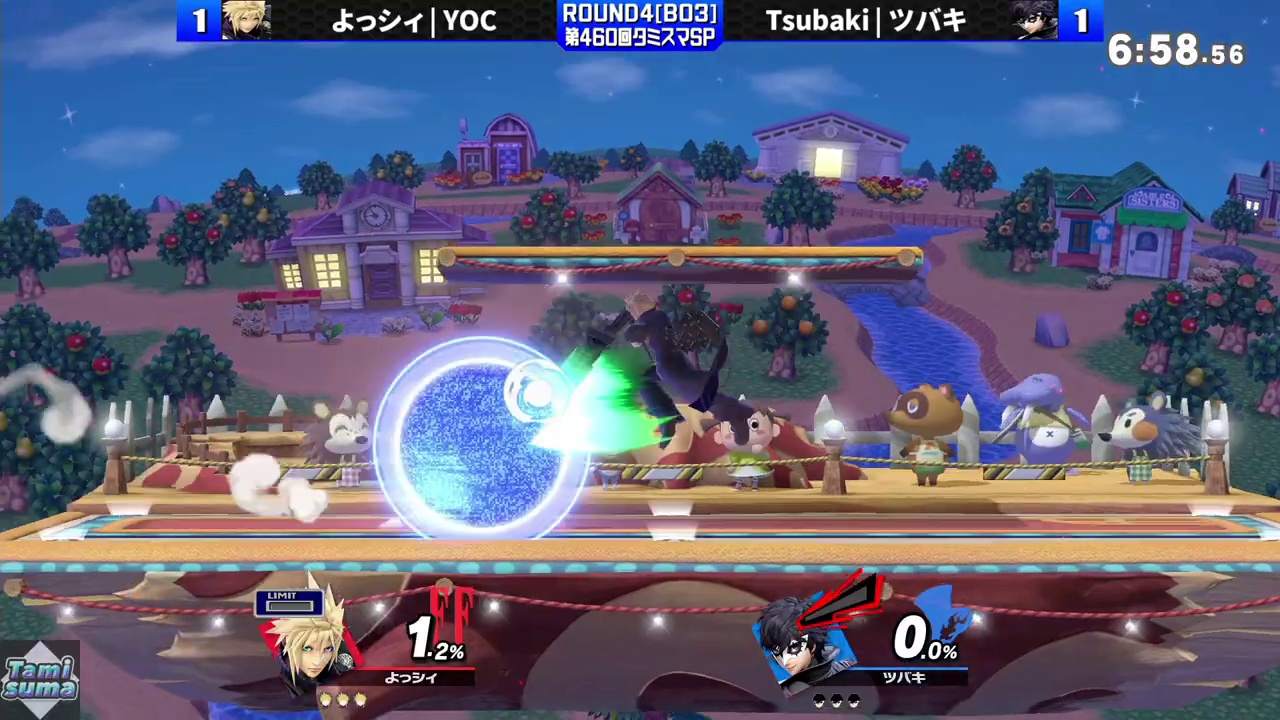 1 よっシィ | YOC
ROUND4[BO3]
第460回タミスマSP
Tsubaki | ツバキ 1
6:58.56
ABLE
SISTERS
LIMIT
1.2%
よっシィ
0.0%
ツバキ
Tami
suma